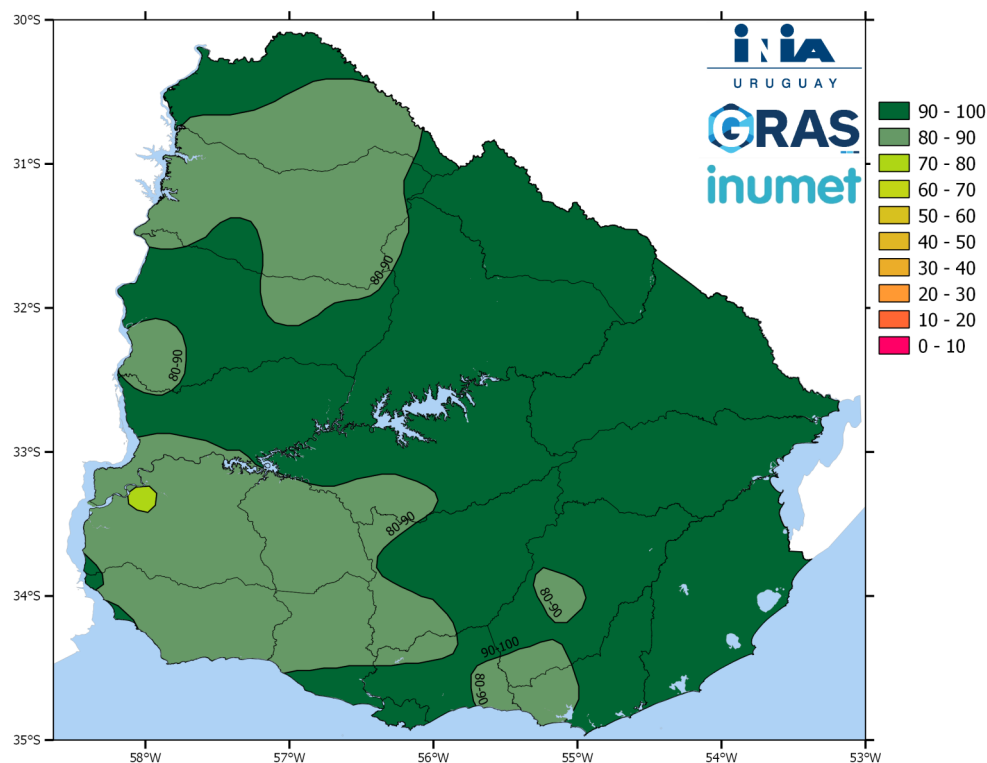 30°S
31°S
32°S
33°S
34°S
35°S
58°W
57°W
56°W
55°W
54°W
53°W
iNiA
URUGUAY
GRAS
inumet
90 - 100
80 - 90
70 - 80
60 - 70
50 - 60
40 - 50
30 - 40
20 - 30
10 - 20
0 - 10
80-90
80-90
80-90
80-90
90-100
80-90